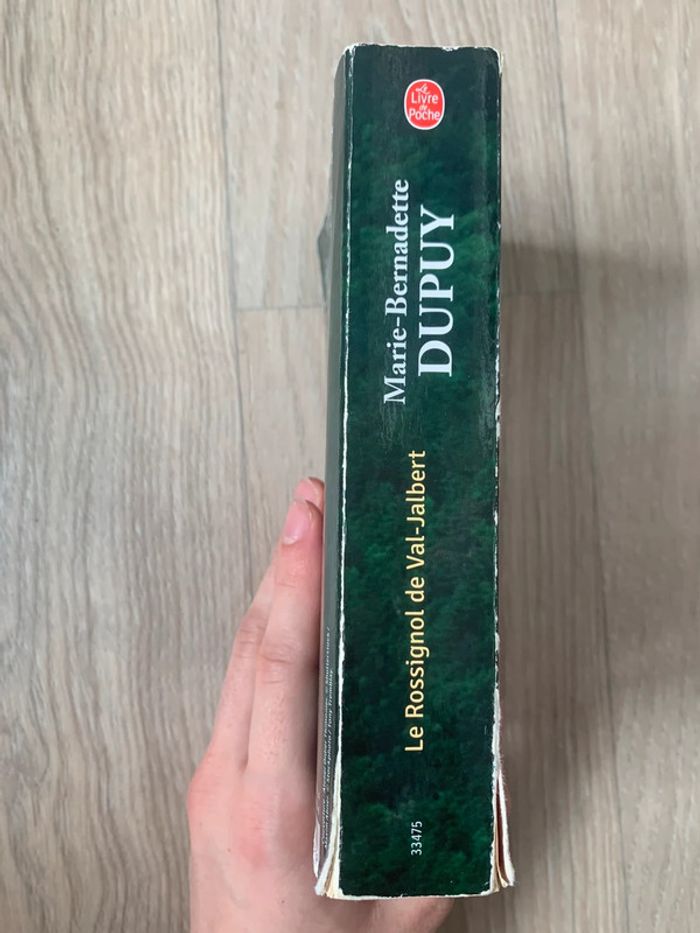 Le
Livre
de
Poche
Marie-Bernadette
DUPUY
Le Rossignol de Val-Jalbert
33475